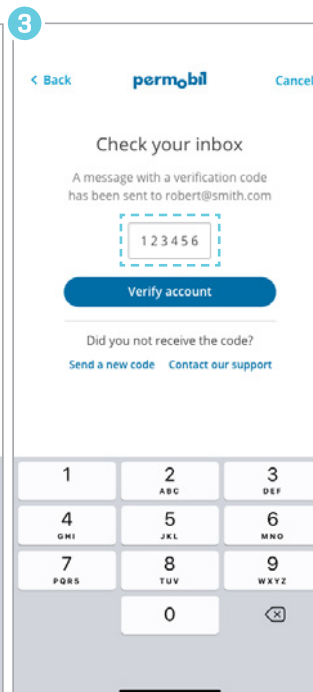 3
< Back permobil Cancel
Check your inbox
A message with a verification code
has been sent to robert@smith.com
123456
Verify account
Did you not receive the code?
Send a new code Contact our support
1 2 3
ABC DEF
4 5 6
GHI JKL MNO
7 8 9
PQRS TUV WXYZ
0